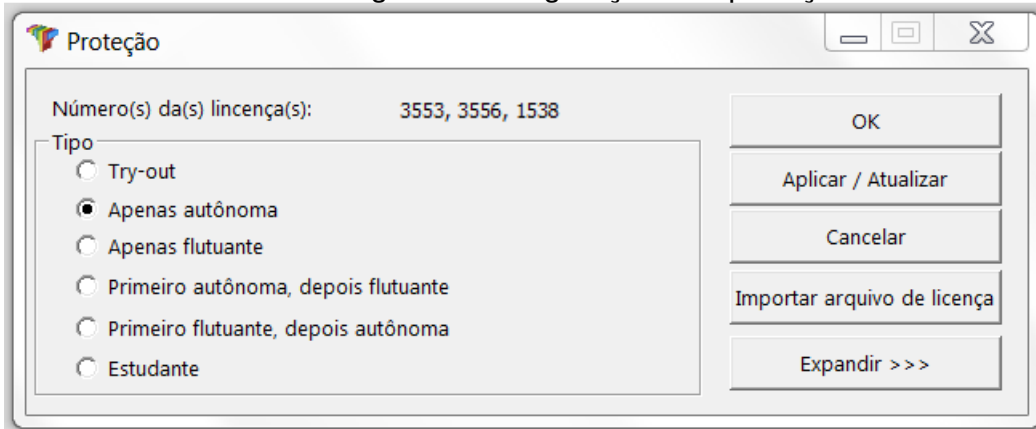 Proteção
Número(s) da(s) lincença(s): 3553, 3556, 1538
Tipo
Try-out
Apenas autônoma
Apenas flutuante
Primeiro autônoma, depois flutuante
Primeiro flutuante, depois autônoma
Estudante
OK
Aplicar / Atualizar
Cancelar
Importar arquivo de licença
Expandir >>>